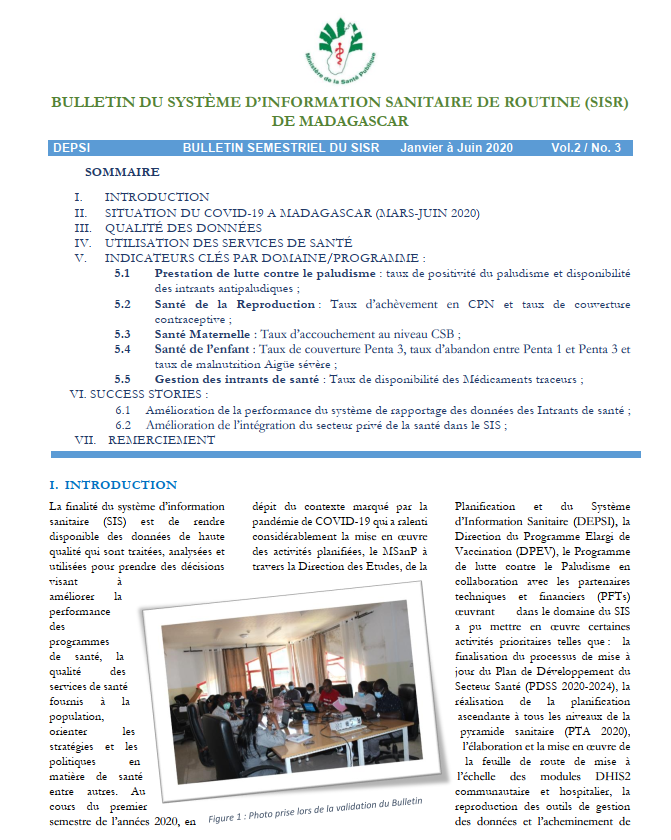 Ministère de la Santé Publique
BULLETIN DU SYSTÈME D'INFORMATION SANITAIRE DE ROUTINE (SISR)
DE MADAGASCAR
DEPSI BULLETIN SEMESTRIEL DU SISR Janvier à Juin 2020 Vol.2 / No. 3
SOMMAIRE
I. INTRODUCTION
II. SITUATION DU COVID-19 A MADAGASCAR (MARS-JUIN 2020)
III. QUALITÉ DES DONNÉES
IV. UTILISATION DES SERVICES DE SANTÉ
V. INDICATEURS CLÉS PAR DOMAINE/PROGRAMME :
5.1 Prestation de lutte contre le paludisme : taux de positivité du paludisme et disponibilité
des intrants antipaludiques ;
5.2 Santé de la Reproduction : Taux d'achèvement en CPN et taux de couverture
contraceptive ;
5.3 Santé Maternelle : Taux d'accouchement au niveau CSB ;
5.4 Santé de l'enfant : Taux de couverture Penta 3, taux d'abandon entre Penta 1 et Penta 3 et
taux de malnutrition Aigüe sévère ;
5.5 Gestion des intrants de santé : Taux de disponibilité des Médicaments traceurs ;
VI. SUCCESS STORIES :
6.1 Amélioration de la performance du système de rapportage des données des Intrants de santé ;
6.2 Amélioration de l'intégration du secteur privé de la santé dans le SIS ;
VII. REMERCIEMENT
I. INTRODUCTION
La finalité du système d'information
sanitaire (SIS) est de rendre
disponible des données de haute
qualité qui sont traitées, analysées et
utilisées pour prendre des décisions
visant à
améliorer la
performance
des
programmes
de santé, la
qualité des
services de santé
fournis à la
population,
orienter les
stratégies et les
politiques en
matière de santé
entre autres. Au
cours du premier
semestre de l'années 2020, en
dépit du contexte marqué par la
pandémie de COVID-19 qui a ralenti
considérablement la mise en œuvre
des activités planifiées, le MSanP à
travers la Direction des Etudes, de la
Figure 1 : Photo prise lors de la validation du Bulletin
Planification et du Système
d'Information Sanitaire (DEPSI), la
Direction du Programme Elargi de
Vaccination (DPEV), le Programme
de lutte contre le Paludisme en
collaboration avec les partenaires
techniques et financiers (PFTs)
œuvrant dans le domaine du SIS
a pu mettre en œuvre certaines
activités prioritaires telles que : la
finalisation du processus de mise à
jour du Plan de Développement du
Secteur Santé (PDSS 2020-2024), la
réalisation de la planification
ascendante à tous les niveaux de la
pyramide sanitaire (PTA 2020),
l'élaboration et la mise en œuvre de
la feuille de route de mise à
l'échelle des modules DHIS2
communautaire et hospitalier, la
reproduction des outils de gestion
des données et l'acheminement de